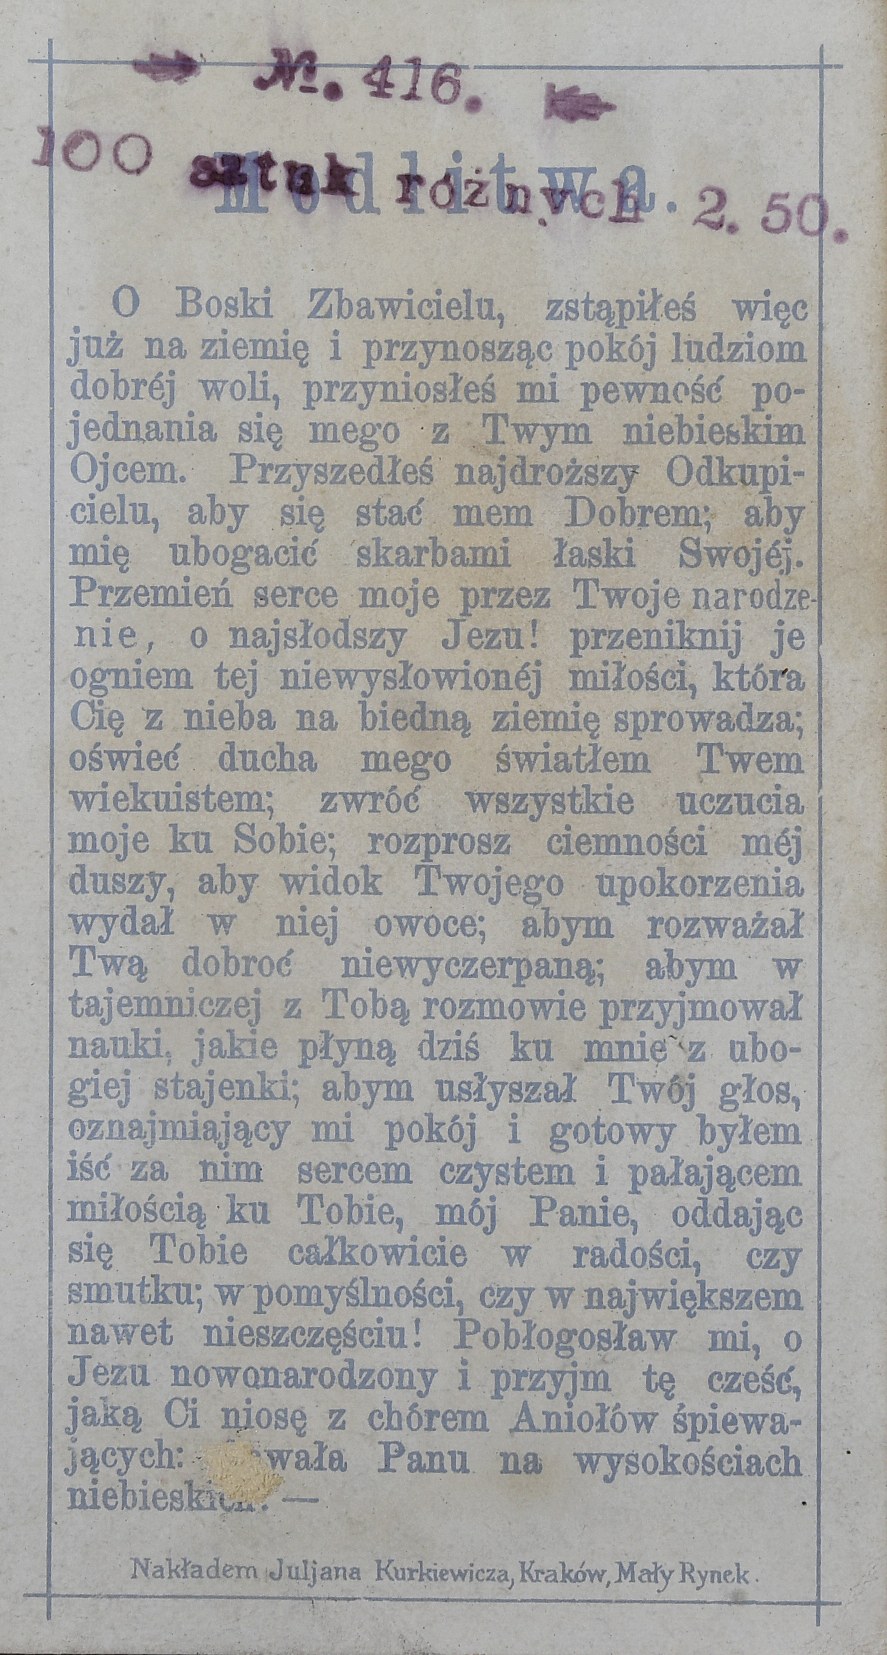 №. 416.
100 sztuk różnych 2.50.
Modlitwa.
O Boski Zbawicielu, zstąpiłeś więc
już na ziemię i przynosząc pokój ludziom
dobréj woli, przyniosłeś mi pewność po-
jednania się mego z Twym niebieskim
Ojcem. Przyszedłeś najdroższy Odkupi-
cielu, aby się stać mem Dobrem; aby
mię ubogacić skarbami łaski Swojéj.
Przemień serce moje przez Twoje narodze-
nie, o najsłodszy Jezu! przeniknij je
ogniem tej niewysłowionéj miłości, która
Cię z nieba na biedną ziemię sprowadza;
oświeć ducha mego światłem Twem
wiekuistem; zwróć wszystkie uczucia
moje ku Sobie; rozprosz ciemności méj
duszy, aby widok Twojego upokorzenia
wydał w niej owoce; abym rozważał
Twą dobroć niewyczerpaną; abym w
tajemniczej z Tobą rozmowie przyjmował
nauki, jakie płyną dziś ku mnie z ubo-
giej stajenki; abym usłyszał Twój głos,
oznajmiający mi pokój i gotowy byłem
iść za nim sercem czystem i pałającem
miłością ku Tobie, mój Panie, oddając
się Tobie całkowicie w radości, czy
smutku; w pomyślności, czy w największem
nawet nieszczęściu! Pobłogosław mi, o
Jezu nowonarodzony i przyjm tę cześć,
jaką Ci niosę z chórem Aniołów śpiewa-
jących: Panu na wysokościach
niebieskich. —
Nakładem Juljana Kurkiewicza, Kraków, Mały Rynek.